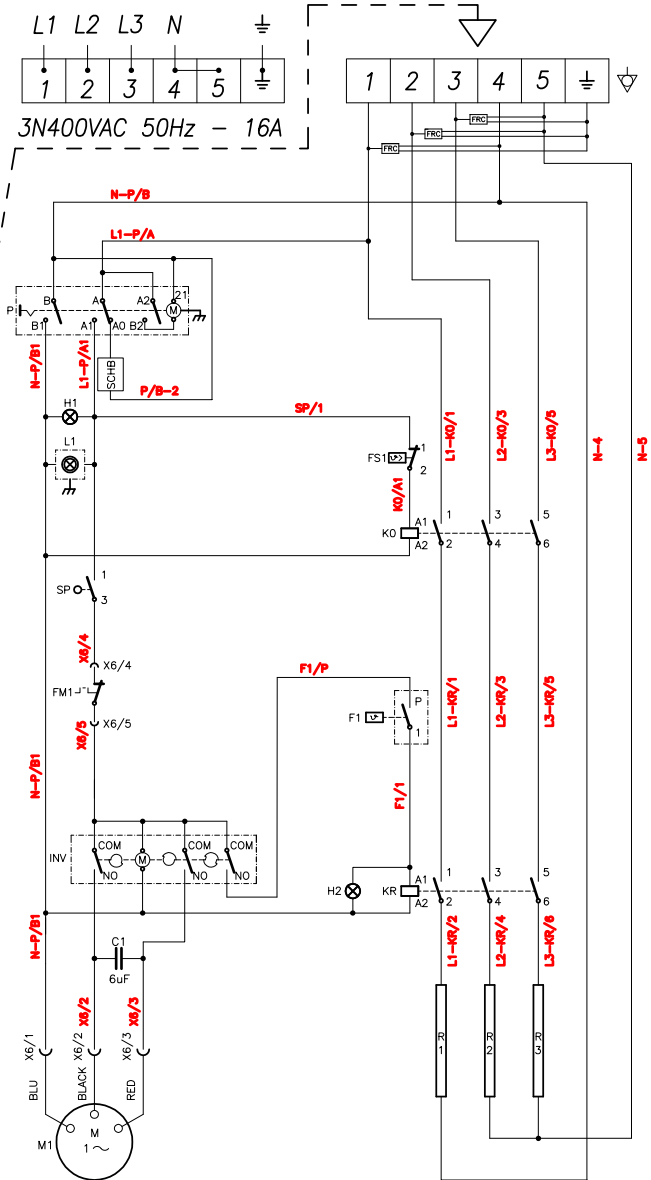 L1 L2 L3 N
1 2 3 4 5
3N400VAC 50Hz - 16A
1 2 3 4 5
FRC
FRC
FRC
N-P/B
L1-P/A
P B A A2 21
M
B1 A1 A0 B2
N-P/B1
L1-P/A1
SCHB
P/B-2
H1
SP/1
L1
FS1 1
2
K0/A1
L1-K0/1
L2-K0/3
L3-K0/5
N-4
N-5
K0 A1 1 3 5
A2 2 4 6
SP 1
3
X6/4
X6/4
FM1
X6/5
X6/5
F1/P
F1 P
1
L1-KR/1
L2-KR/3
L3-KR/5
N-P/B1
F1/1
INV COM M COM COM
NO NO NO
H2 KR A1 1 3 5
A2 2 4 6
N-P/B1
C1
6uF
L1-KR/2
L2-KR/4
L3-KR/6
X6/2
X6/3
X6/1 X6/2 X6/3
R1 R2 R3
BLU BLACK RED
M1 M
1~